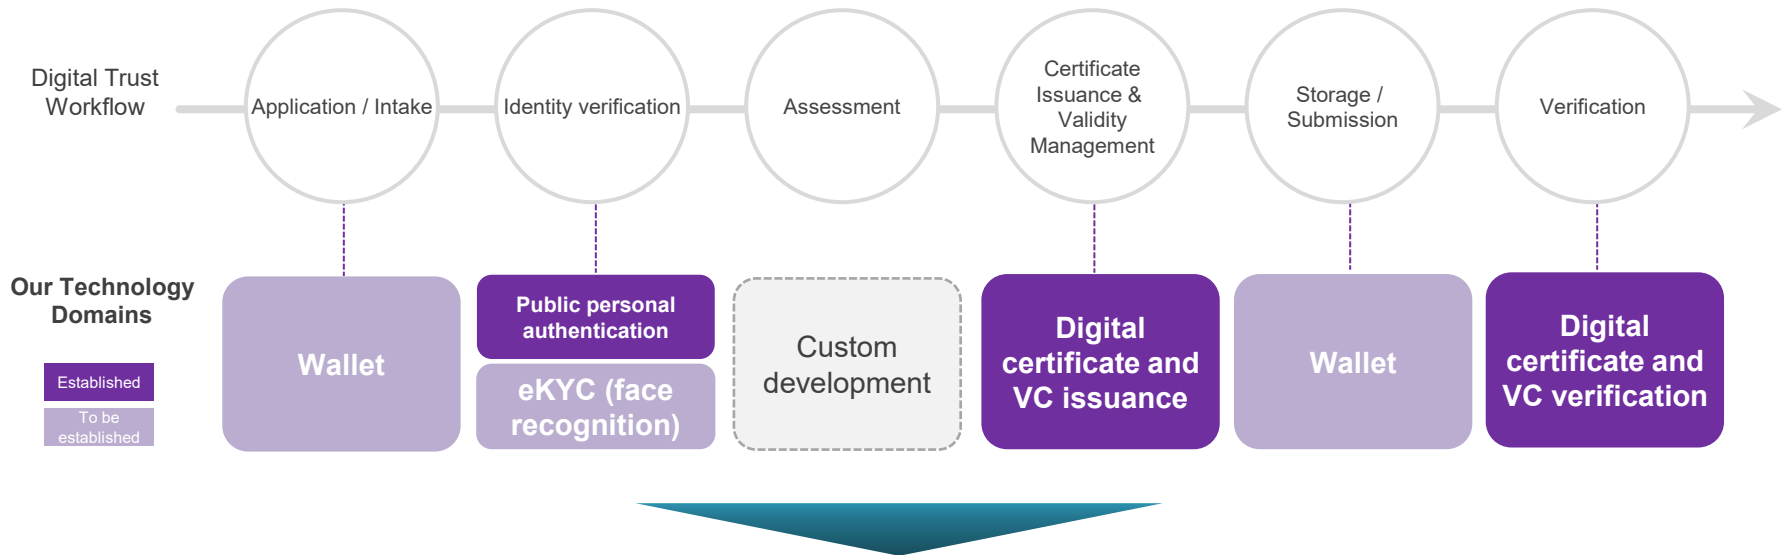 Digital Trust
Workflow
Application / Intake
Identity verification
Assessment
Certificate
Issuance &
Validity
Management
Storage /
Submission
Verification
Our Technology
Domains
Established
To be
established
Wallet
Public personal
authentication
eKYC (face
recognition)
Custom
development
Digital
certificate and
VC issuance
Wallet
Digital
certificate and
VC verification